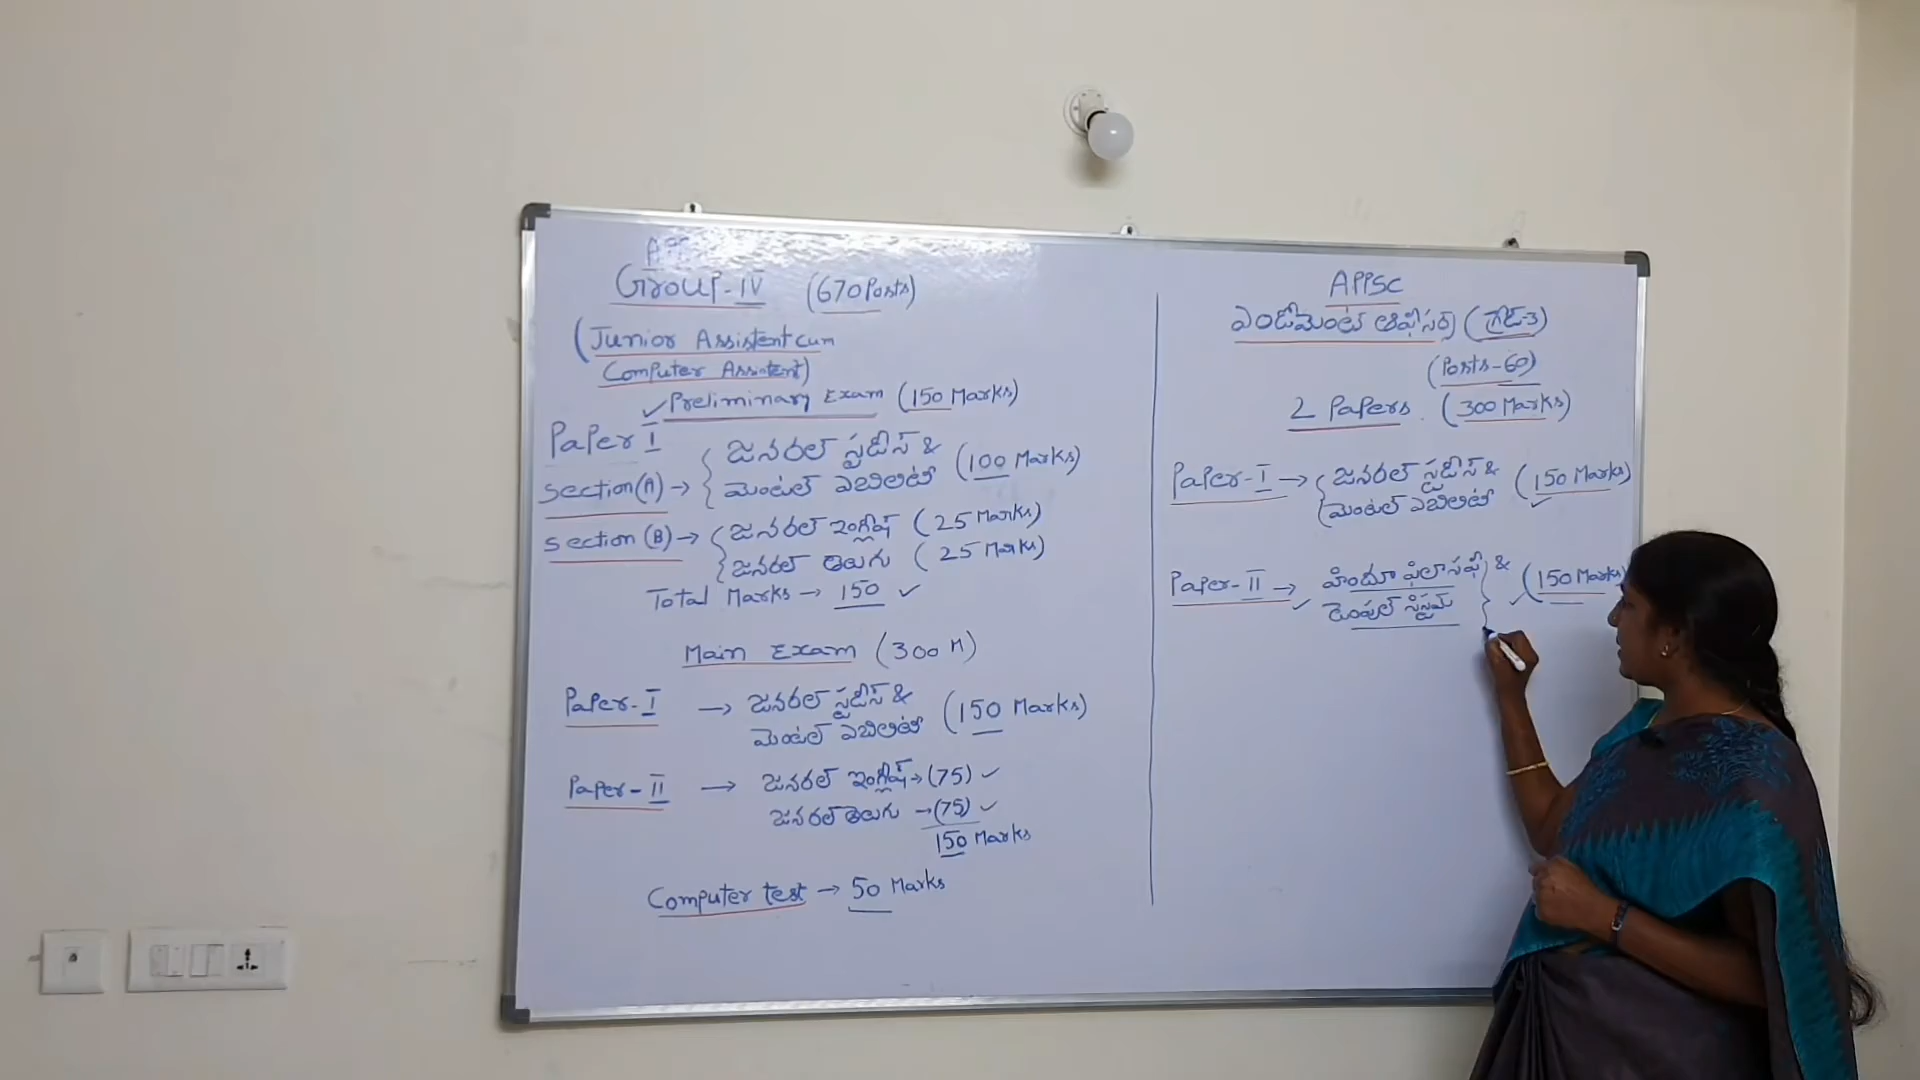 GROUP-IV (670 Posts)
(Junior Assistent cum
Computer Assistent)
✓Preliminary Exam (150 Marks)
Paper I
section(A) → { జనరల్ స్టడీస్ &
మెంటల్ ఎబిలిటీ (100 Marks)
section (B) → { జనరల్ ఇంగ్లీష్ (25 Marks)
జనరల్ తెలుగు (25 Marks)
Total Marks → 150 ✓
Main Exam (300 M)
Paper-I → జనరల్ స్టడీస్ &
మెంటల్ ఎబిలిటీ (150 Marks)
Paper-II → జనరల్ ఇంగ్లీష్ → (75) ✓
జనరల్ తెలుగు → (75) ✓
150 Marks
Computer test → 50 Marks
APPSC
ఎండోమెంట్ ఆఫీసర్ (గ్రేడ్-3)
(Posts-60)
2 Papers. (300 Marks)
Paper-I → { జనరల్ స్టడీస్ &
మెంటల్ ఎబిలిటీ (150 Marks) ✓
Paper-II → హిందూ ఫిలాసఫీ & (150 Marks)
టెంపుల్ సిస్టమ్ ✓